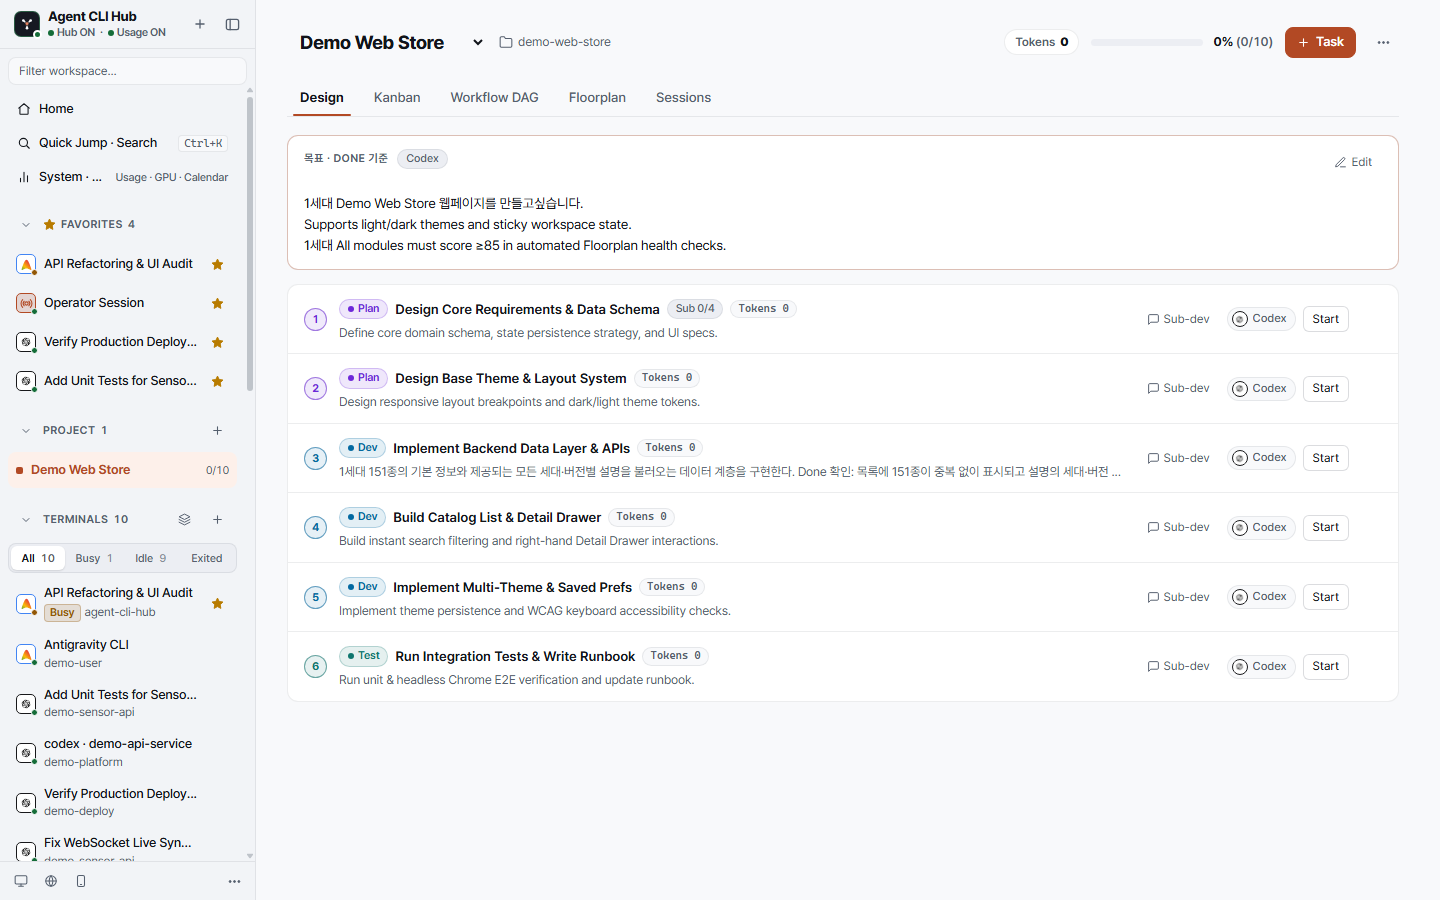 Agent CLI Hub
Hub ON · Usage ON
Filter workspace...
Home
Quick Jump · Search Ctrl+K
System · ... Usage · GPU · Calendar
FAVORITES 4
API Refactoring & UI Audit
Operator Session
Verify Production Deploy...
Add Unit Tests for Senso...
PROJECT 1
Demo Web Store 0/10
TERMINALS 10
All 10 Busy 1 Idle 9 Exited
API Refactoring & UI Audit
Busy agent-cli-hub
Antigravity CLI
demo-user
Add Unit Tests for Senso...
demo-sensor-api
codex · demo-api-service
demo-platform
Verify Production Deploy...
demo-deploy
Fix WebSocket Live Syn...
demo-sensor-api
Demo Web Store demo-web-store Tokens 0 0% (0/10) + Task
Design Kanban Workflow DAG Floorplan Sessions
목표 · DONE 기준 Codex Edit
1세대 Demo Web Store 웹페이지를 만들고싶습니다.
Supports light/dark themes and sticky workspace state.
1세대 All modules must score ≥85 in automated Floorplan health checks.
1 Plan Design Core Requirements & Data Schema Sub 0/4 Tokens 0 Sub-dev Codex Start
Define core domain schema, state persistence strategy, and UI specs.
2 Plan Design Base Theme & Layout System Tokens 0 Sub-dev Codex Start
Design responsive layout breakpoints and dark/light theme tokens.
3 Dev Implement Backend Data Layer & APIs Tokens 0 Sub-dev Codex Start
1세대 151종의 기본 정보와 제공되는 모든 세대·버전별 설명을 불러오는 데이터 계층을 구현한다. Done 확인: 목록에 151종이 중복 없이 표시되고 설명의 세대·버전 ...
4 Dev Build Catalog List & Detail Drawer Tokens 0 Sub-dev Codex Start
Build instant search filtering and right-hand Detail Drawer interactions.
5 Dev Implement Multi-Theme & Saved Prefs Tokens 0 Sub-dev Codex Start
Implement theme persistence and WCAG keyboard accessibility checks.
6 Test Run Integration Tests & Write Runbook Tokens 0 Sub-dev Codex Start
Run unit & headless Chrome E2E verification and update runbook.